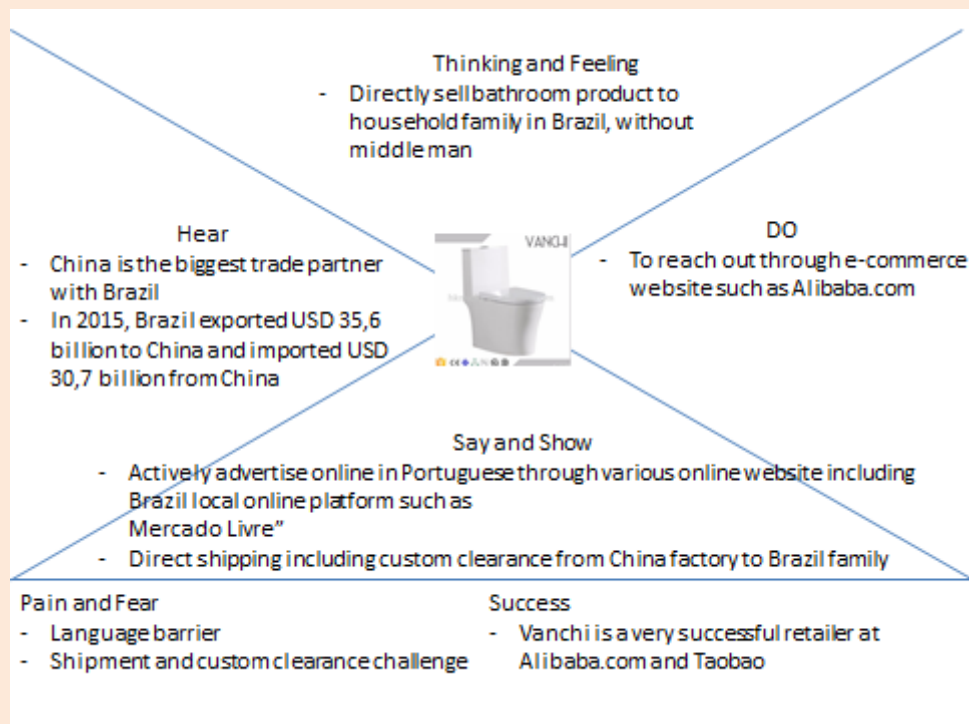 Thinking and Feeling
- Directly sell bathroom product to
household family in Brazil, without
middle man
Hear
- China is the biggest trade partner
with Brazil
- In 2015, Brazil exported USD 35,6
billion to China and imported USD
30,7 billion from China
VANCHI
DO
- To reach out through e-commerce
website such as Alibaba.com
Say and Show
- Actively advertise online in Portuguese through various online website including
Brazil local online platform such as
Mercado Livre”
- Direct shipping including custom clearance from China factory to Brazil family
Pain and Fear
- Language barrier
- Shipment and custom clearance challenge
Success
- Vanchi is a very successful retailer at
Alibaba.com and Taobao